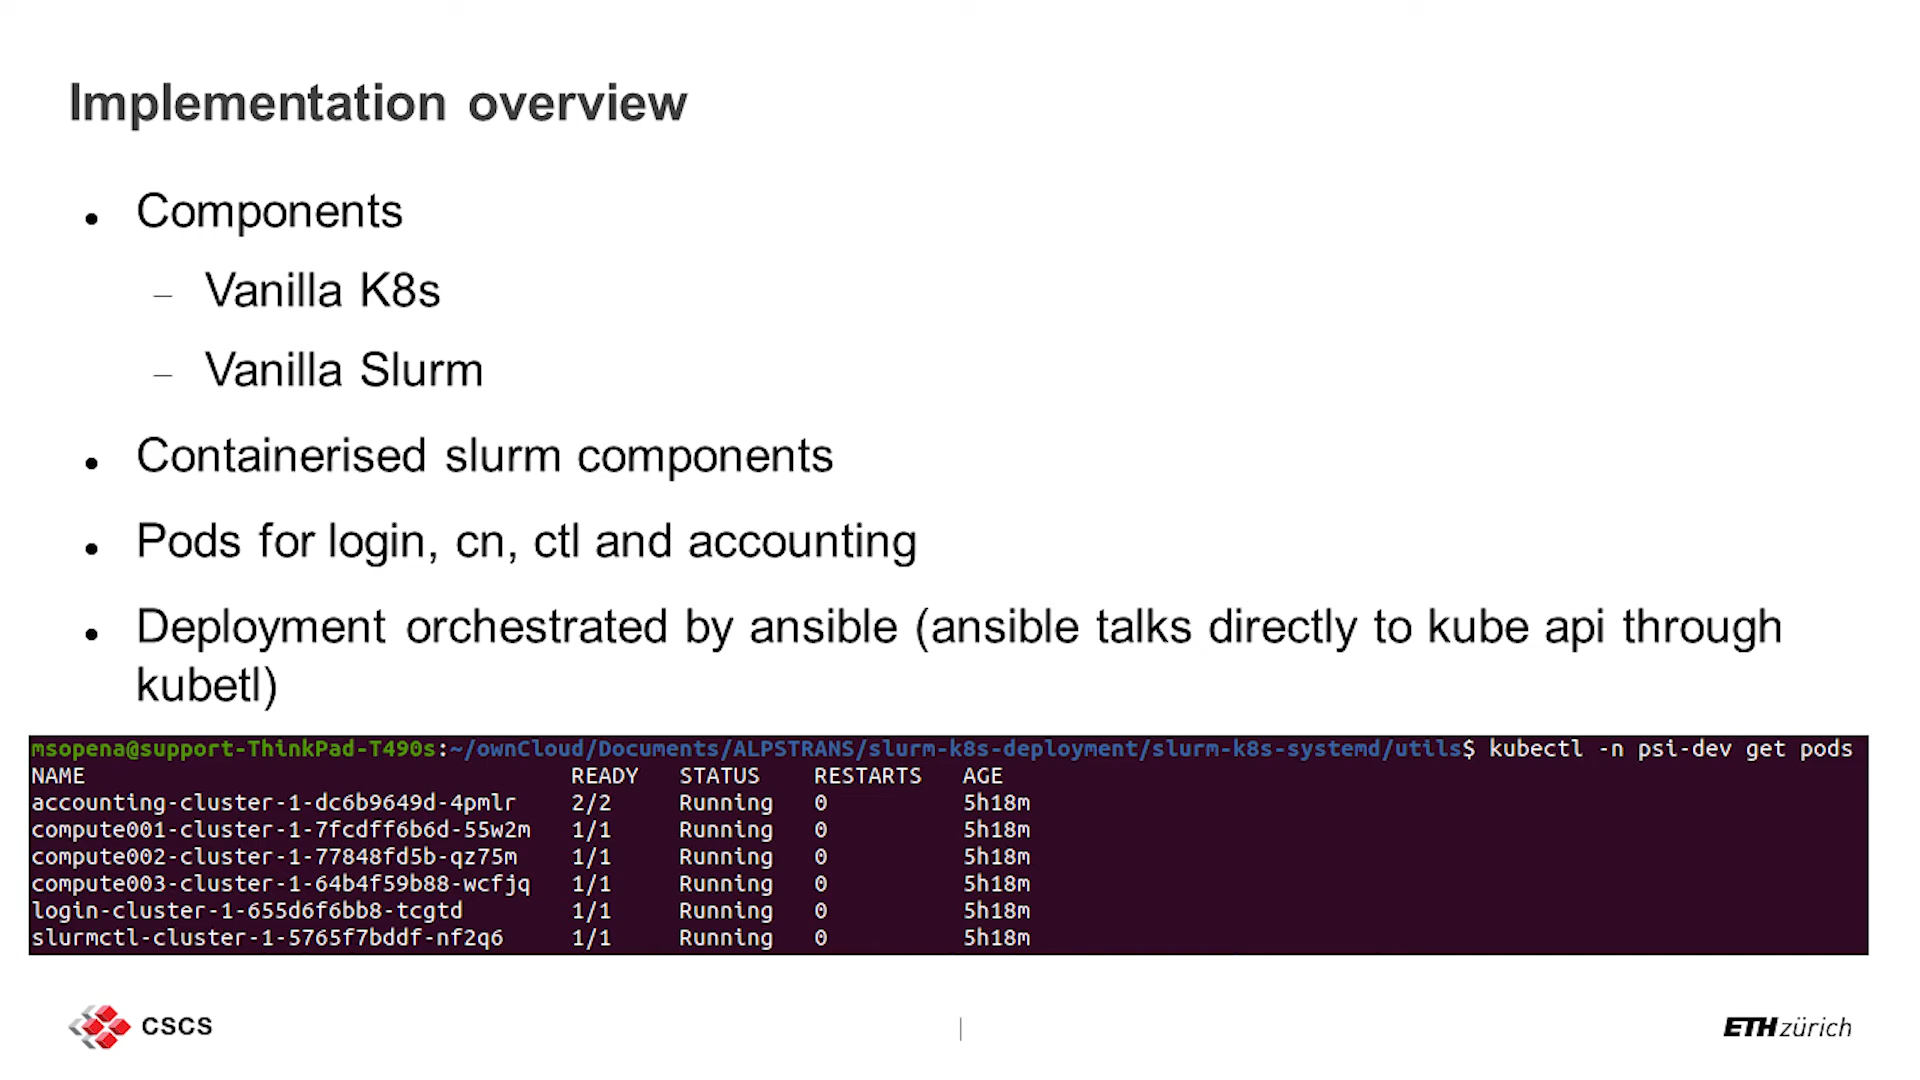 Implementation overview
● Components
– Vanilla K8s
– Vanilla Slurm
● Containerised slurm components
● Pods for login, cn, ctl and accounting
● Deployment orchestrated by ansible (ansible talks directly to kube api through
kubetl)
msopena@support-ThinkPad-T490s:~/ownCloud/Documents/ALPSTRANS/slurm-k8s-deployment/slurm-k8s-systemd/utils$ kubectl -n psi-dev get pods
NAME READY STATUS RESTARTS AGE
accounting-cluster-1-dc6b9649d-4pmlr 2/2 Running 0 5h18m
compute001-cluster-1-7fcdff6b6d-55w2m 1/1 Running 0 5h18m
compute002-cluster-1-77848fd5b-qz75m 1/1 Running 0 5h18m
compute003-cluster-1-64b4f59b88-wcfjq 1/1 Running 0 5h18m
login-cluster-1-655d6f6bb8-tcgtd 1/1 Running 0 5h18m
slurmctl-cluster-1-5765f7bddf-nf2q6 1/1 Running 0 5h18m
CSCS | ETH zürich